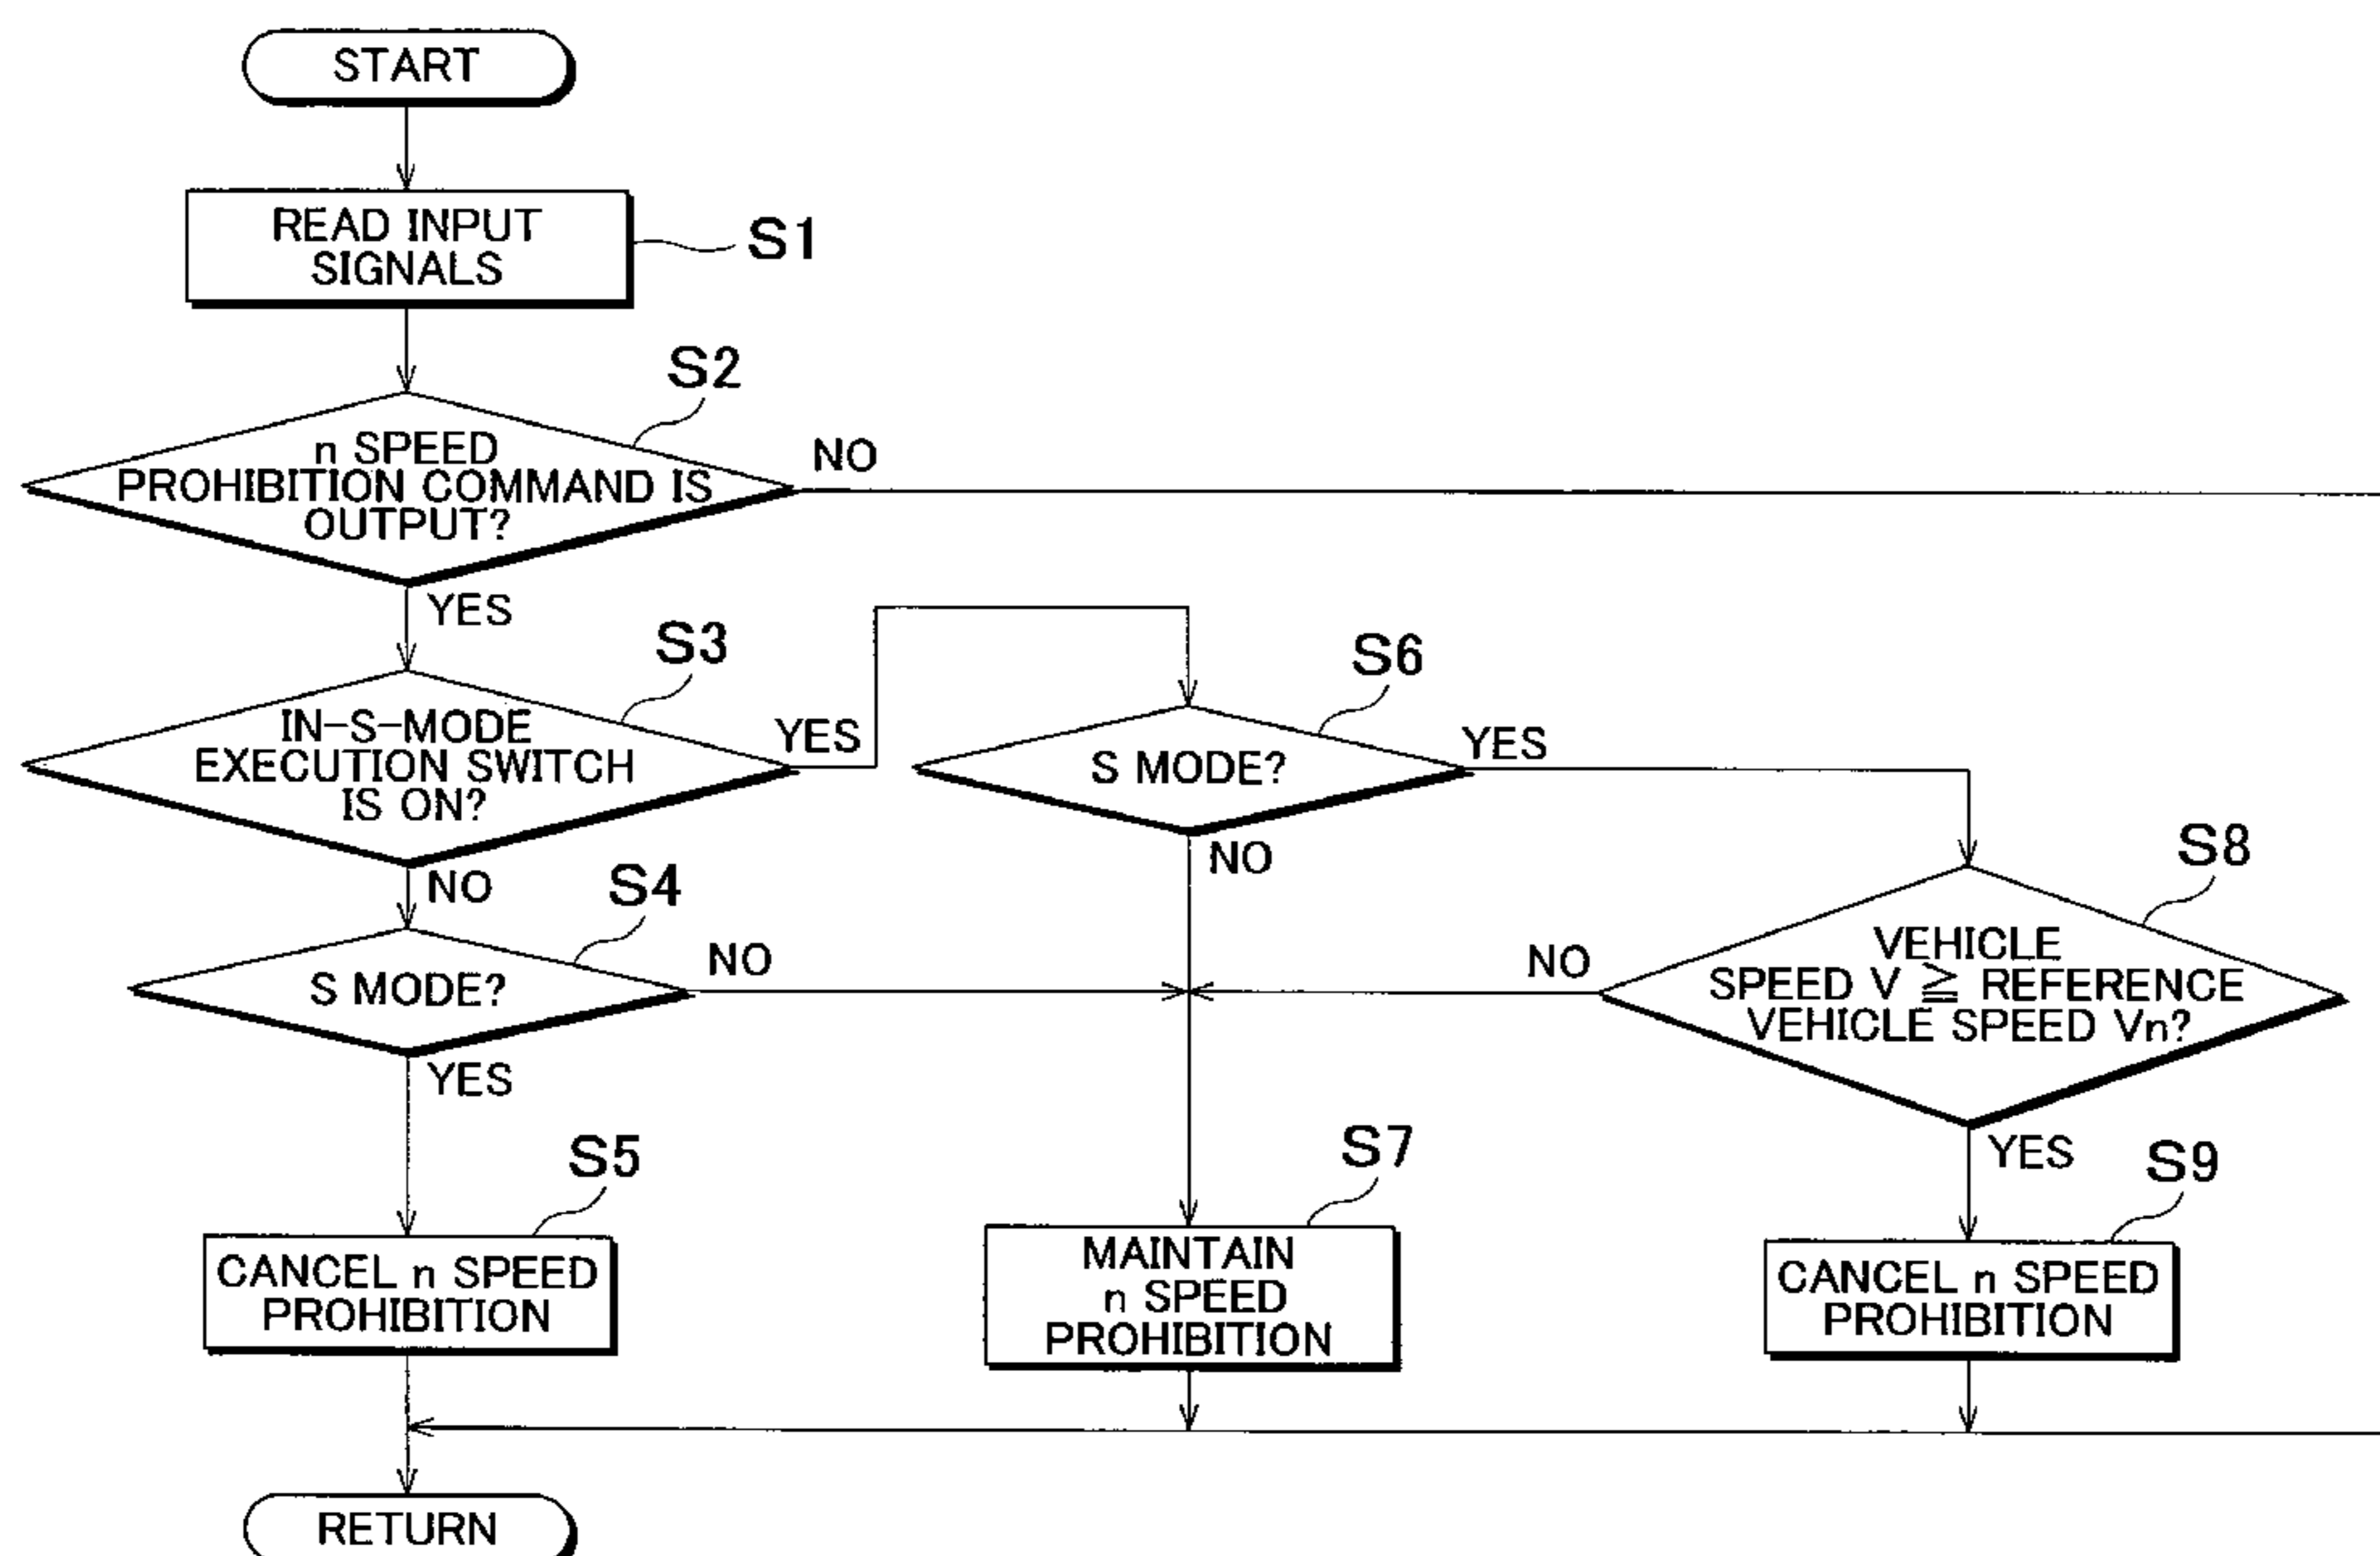 START
READ INPUT
SIGNALS
S1
S2
n SPEED
PROHIBITION COMMAND IS
OUTPUT?
NO
YES
S3
IN-S-MODE
EXECUTION SWITCH
IS ON?
YES
NO
S6
S MODE?
YES
NO
S4
S MODE?
NO
YES
S8
VEHICLE
SPEED V ≧ REFERENCE
VEHICLE SPEED Vn?
NO
YES
S5
CANCEL n SPEED
PROHIBITION
S7
MAINTAIN
n SPEED
PROHIBITION
S9
CANCEL n SPEED
PROHIBITION
RETURN